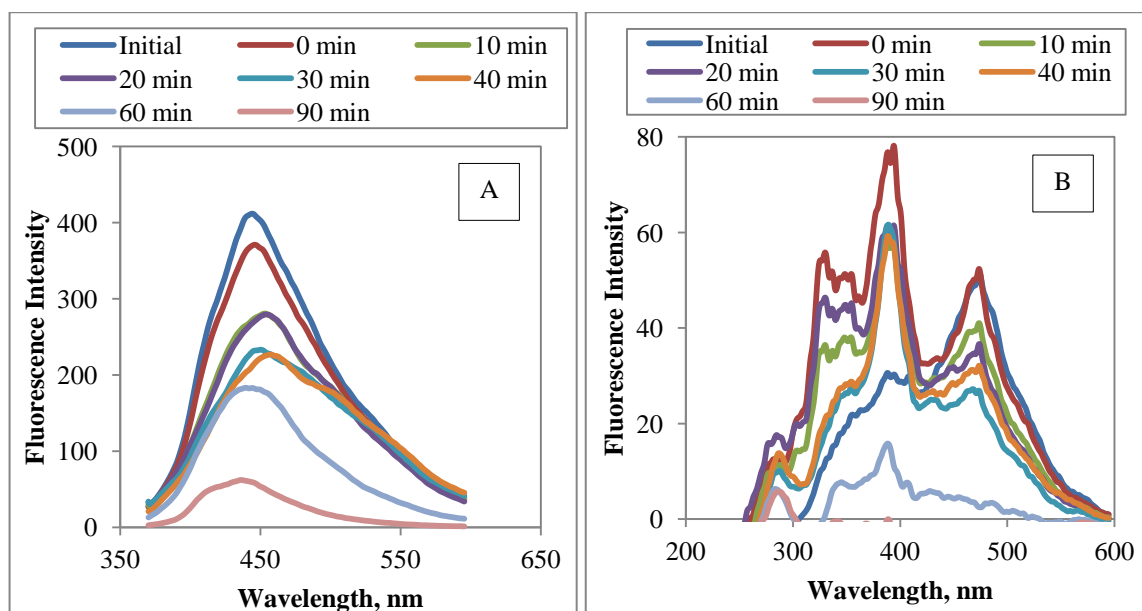 Initial 0 min 10 min
20 min 30 min 40 min
60 min 90 min
A
Fluorescence Intensity
500
400
300
200
100
0
350 450 550 650
Wavelength, nm
Initial 0 min 10 min
20 min 30 min 40 min
60 min 90 min
B
Fluorescence Intensity
80
60
40
20
0
200 300 400 500 600
Wavelength, nm